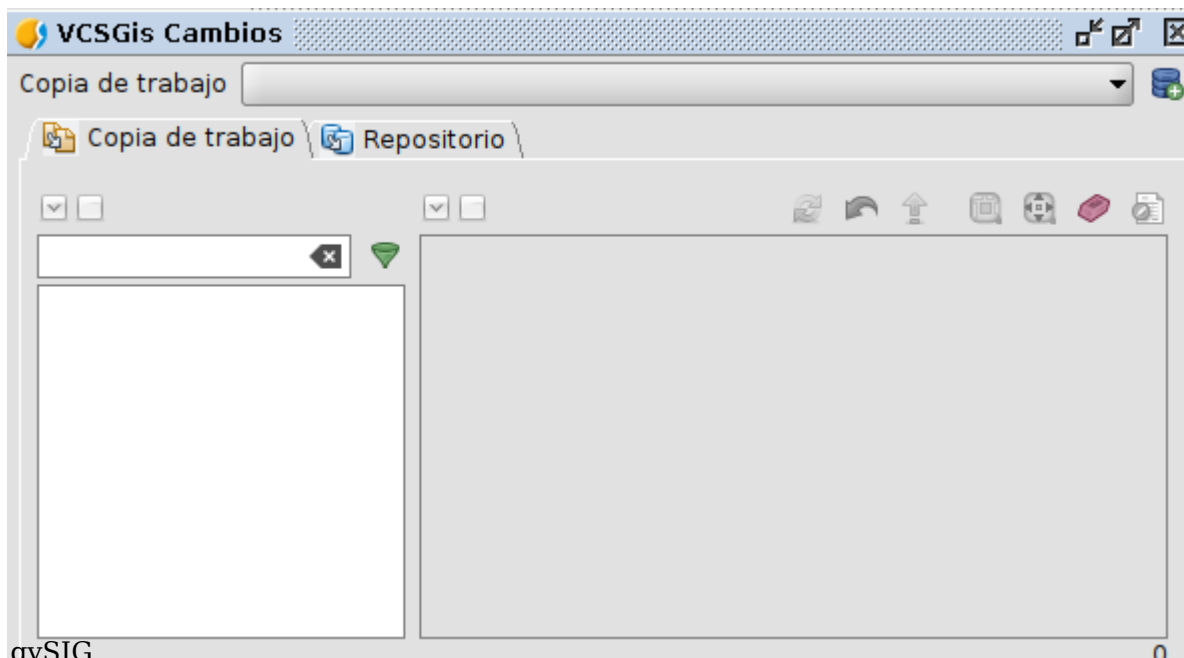 VCSGis Cambios
Copia de trabajo
Copia de trabajo Repositorio
gvSIG
0